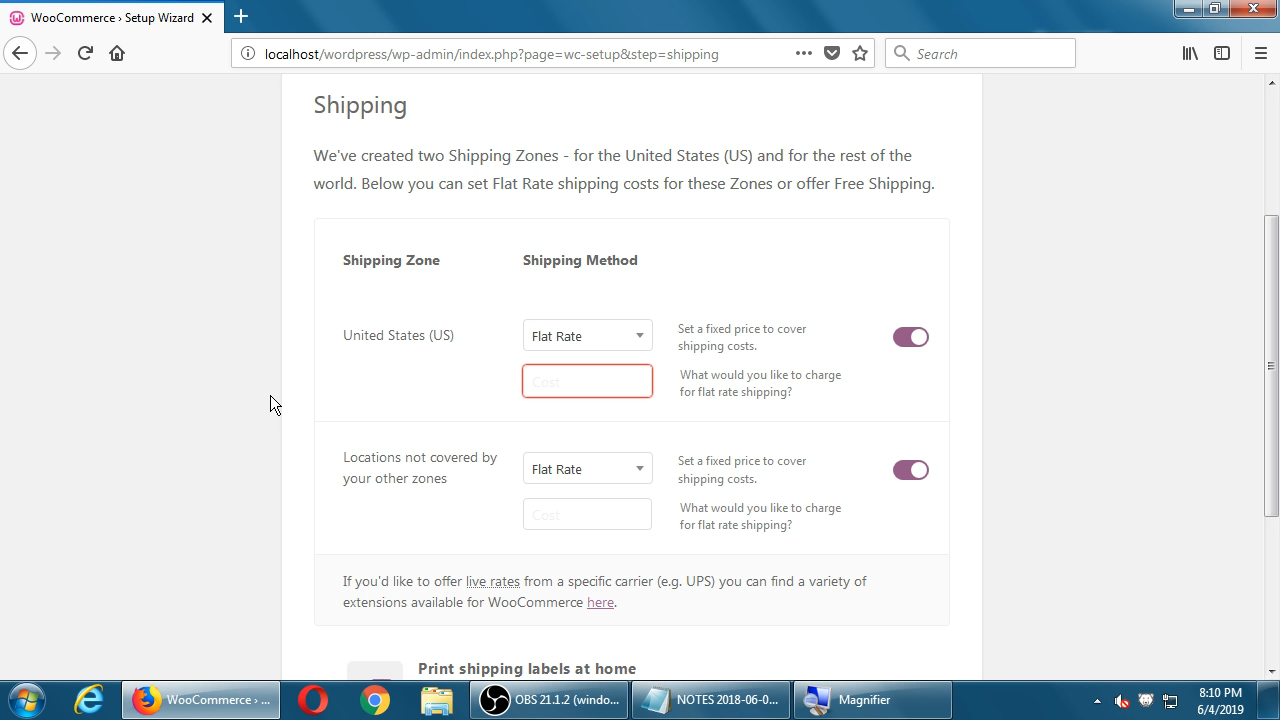 WooCommerce › Setup Wizard
localhost/wordpress/wp-admin/index.php?page=wc-setup&step=shipping
Search
Shipping
We've created two Shipping Zones - for the United States (US) and for the rest of the
world. Below you can set Flat Rate shipping costs for these Zones or offer Free Shipping.
Shipping Zone
Shipping Method
United States (US)
Flat Rate
Set a fixed price to cover
shipping costs.
Cost
What would you like to charge
for flat rate shipping?
Locations not covered by
your other zones
Flat Rate
Set a fixed price to cover
shipping costs.
Cost
What would you like to charge
for flat rate shipping?
If you'd like to offer live rates from a specific carrier (e.g. UPS) you can find a variety of
extensions available for WooCommerce here.
Print shipping labels at home
WooCommerce › ...
OBS 21.1.2 (windo...
NOTES 2018-06-0...
Magnifier
8:10 PM
6/4/2019